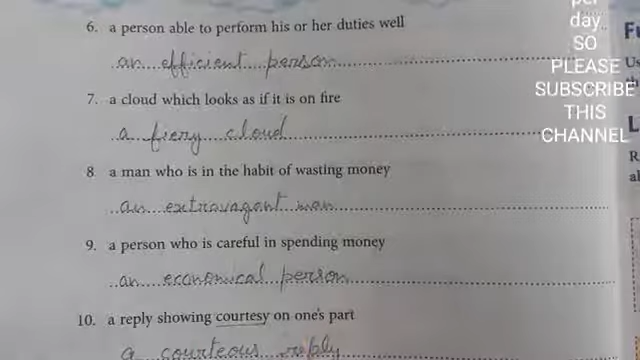 per
day
SO
PLEASE
SUBSCRIBE
THIS
CHANNEL
6. a person able to perform his or her duties well
an efficient person
7. a cloud which looks as if it is on fire
a fiery cloud
8 a man who is in the habit of wasting money
an extravagant man
9. a person who is careful in spending money
an economical person
10. a reply showing courtesy on one's part
a courteous reply